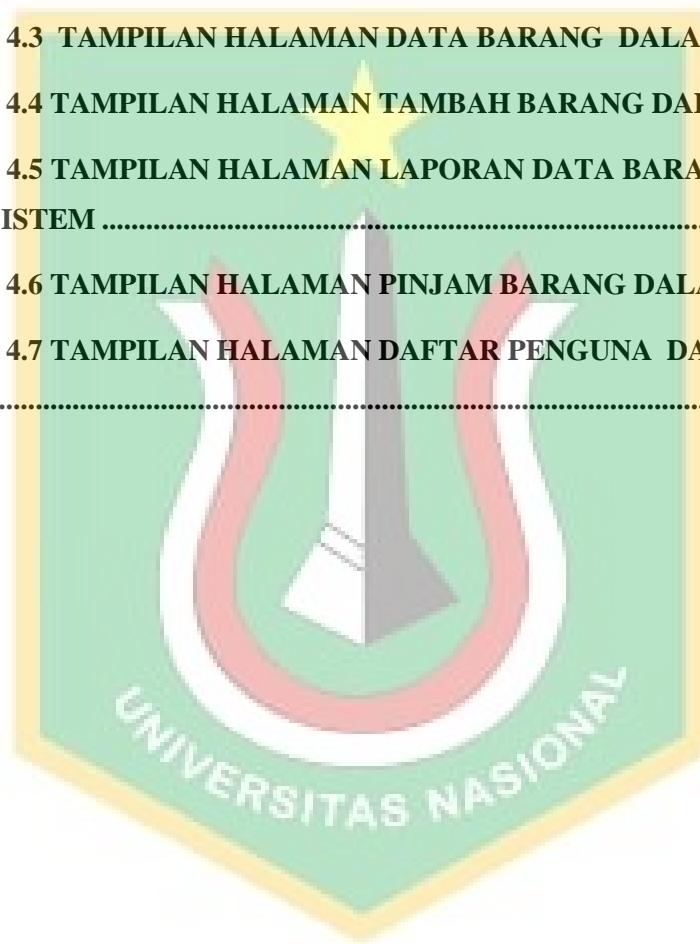 4.3 TAMPILAN HALAMAN DATA BARANG DALA
4.4 TAMPILAN HALAMAN TAMBAH BARANG DA
4.5 TAMPILAN HALAMAN LAPORAN DATA BARA
ISTEM ........................................................................................
4.6 TAMPILAN HALAMAN PINJAM BARANG DALA
4.7 TAMPILAN HALAMAN DAFTAR PENGUNA DA
........................................................................................................
UNIVERSITAS NASIONAL